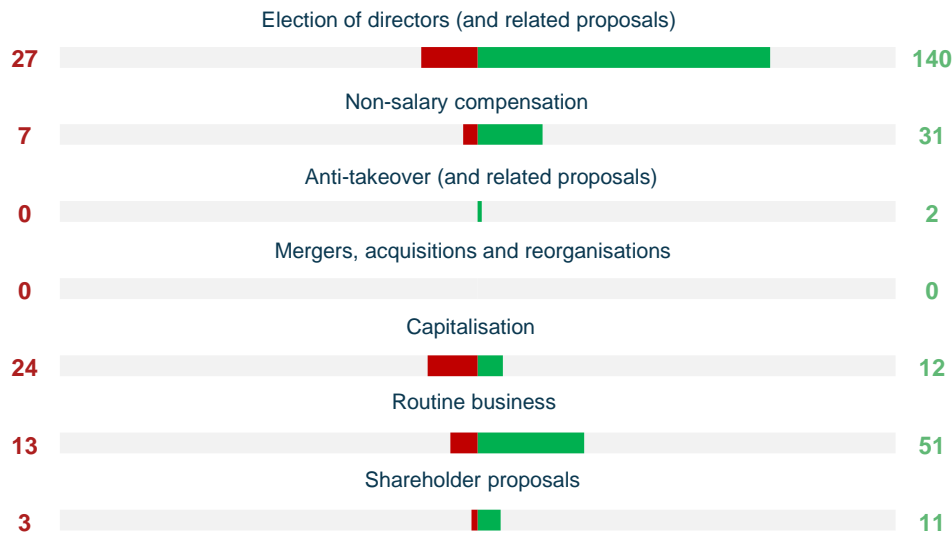 Election of directors (and related proposals)
27 140
Non-salary compensation
7 31
Anti-takeover (and related proposals)
0 2
Mergers, acquisitions and reorganisations
0 0
Capitalisation
24 12
Routine business
13 51
Shareholder proposals
3 11